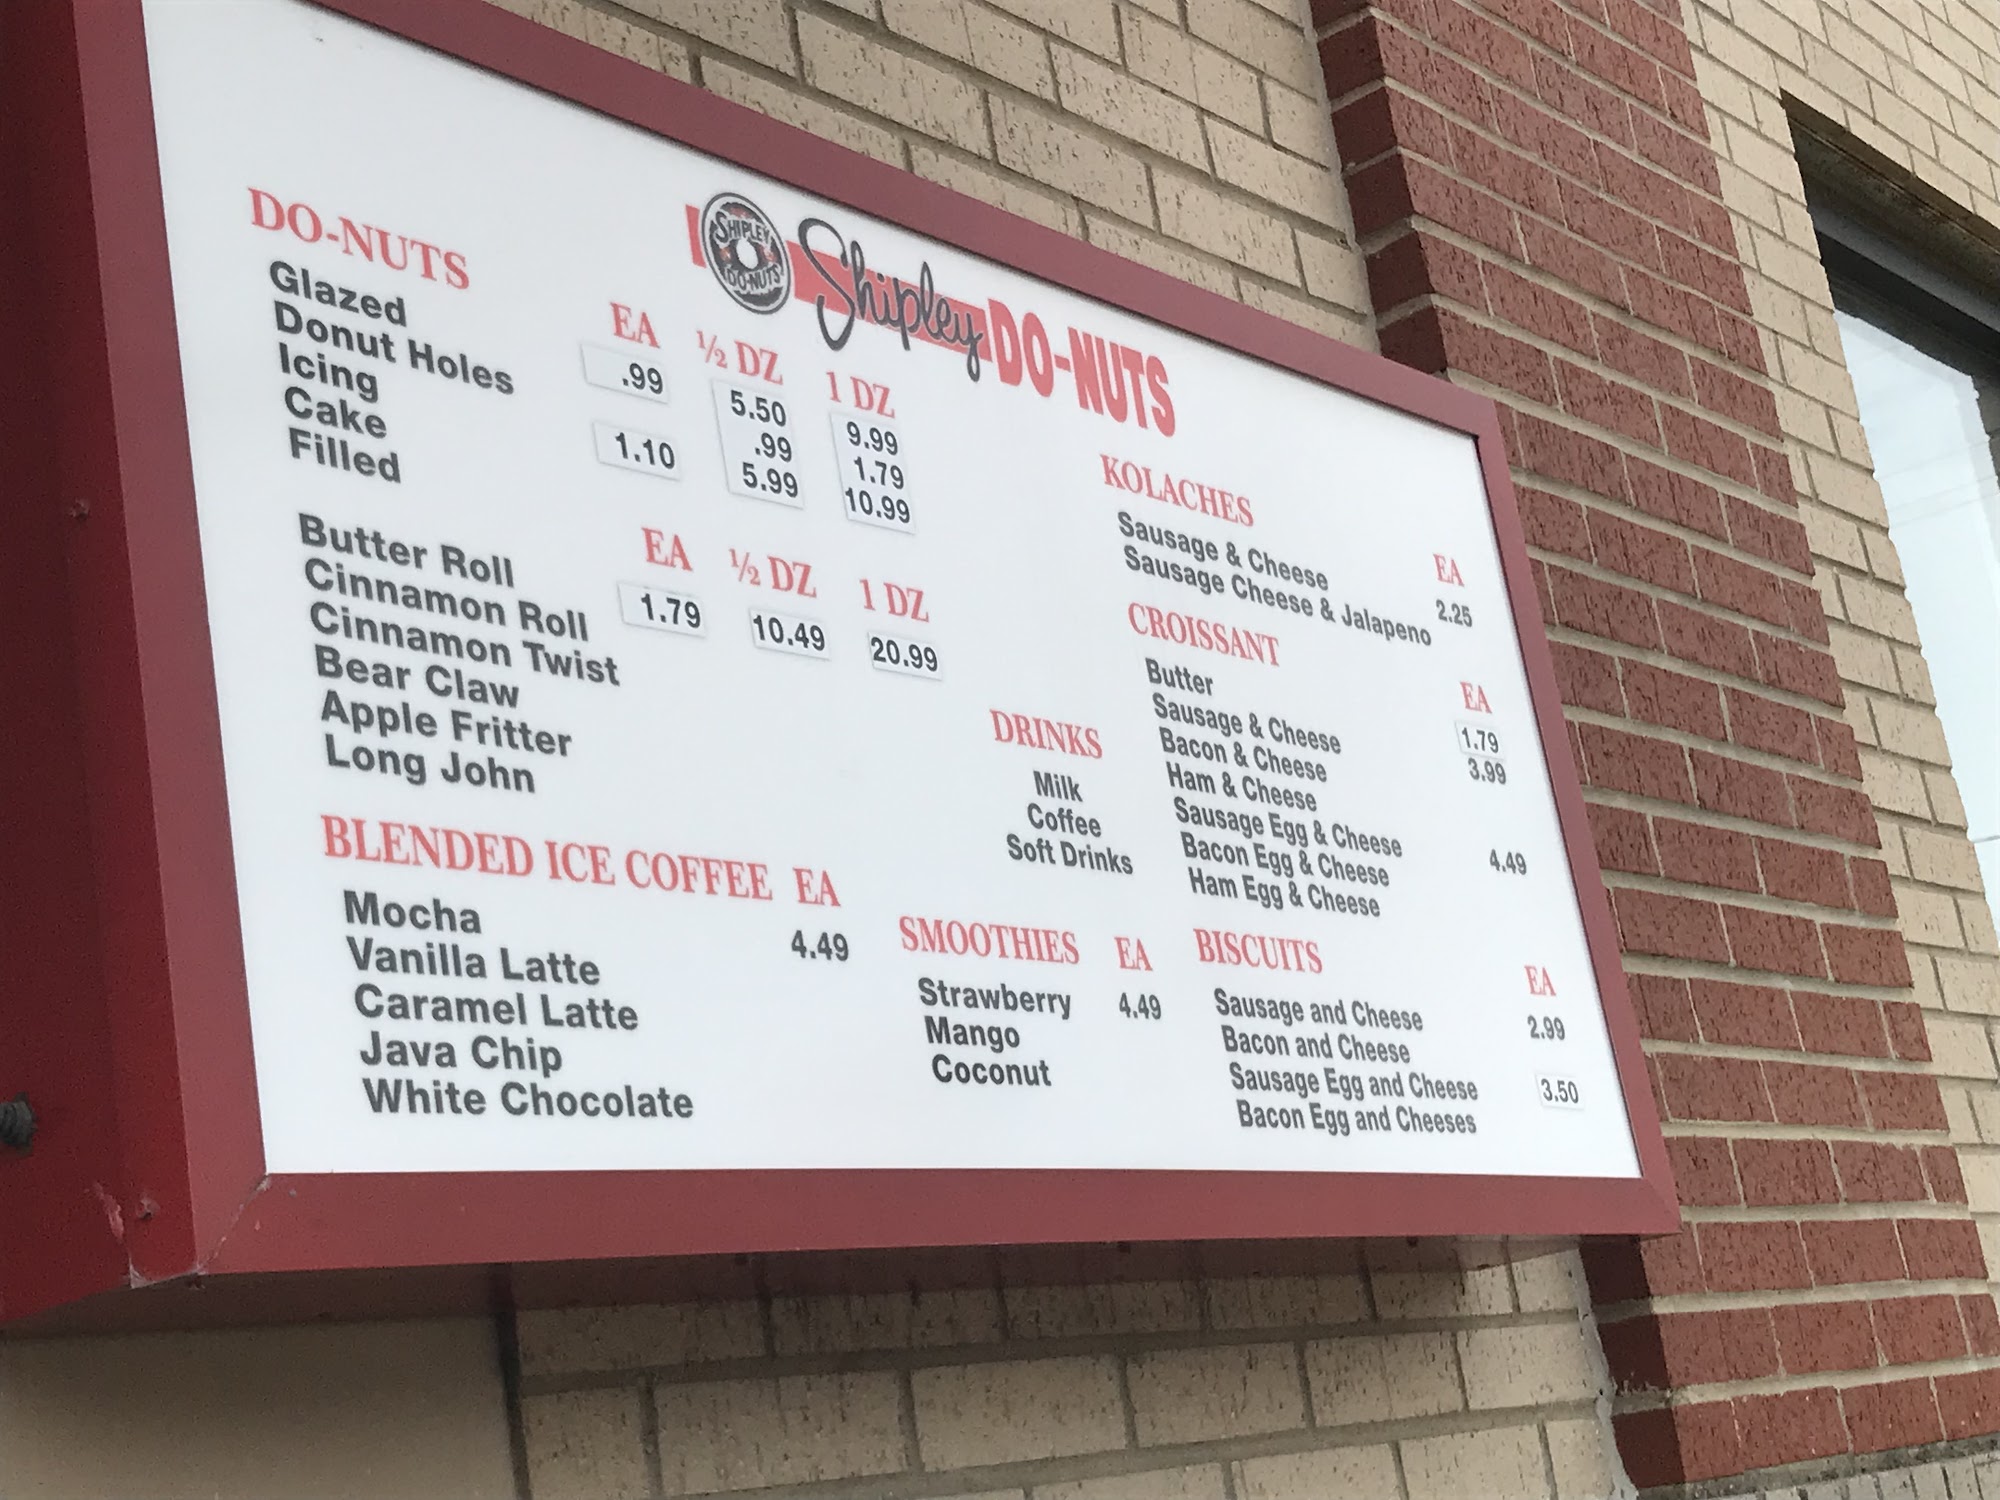 SHIPLEY
DO-NUTS
Shipley DO-NUTS
DO-NUTS
EA ½ DZ 1 DZ
Glazed .99 5.50 9.99
Donut Holes .99 1.79
Icing 1.10 5.99 10.99
Cake
Filled
EA ½ DZ 1 DZ
Butter Roll 1.79 10.49 20.99
Cinnamon Roll
Cinnamon Twist
Bear Claw
Apple Fritter
Long John
BLENDED ICE COFFEE EA
Mocha 4.49
Vanilla Latte
Caramel Latte
Java Chip
White Chocolate
DRINKS
Milk
Coffee
Soft Drinks
SMOOTHIES EA
Strawberry 4.49
Mango
Coconut
KOLACHES EA
Sausage & Cheese 2.25
Sausage Cheese & Jalapeno
CROISSANT EA
Butter 1.79
Sausage & Cheese 3.99
Bacon & Cheese
Ham & Cheese
Sausage Egg & Cheese 4.49
Bacon Egg & Cheese
Ham Egg & Cheese
BISCUITS EA
Sausage and Cheese 2.99
Bacon and Cheese
Sausage Egg and Cheese 3.50
Bacon Egg and Cheeses